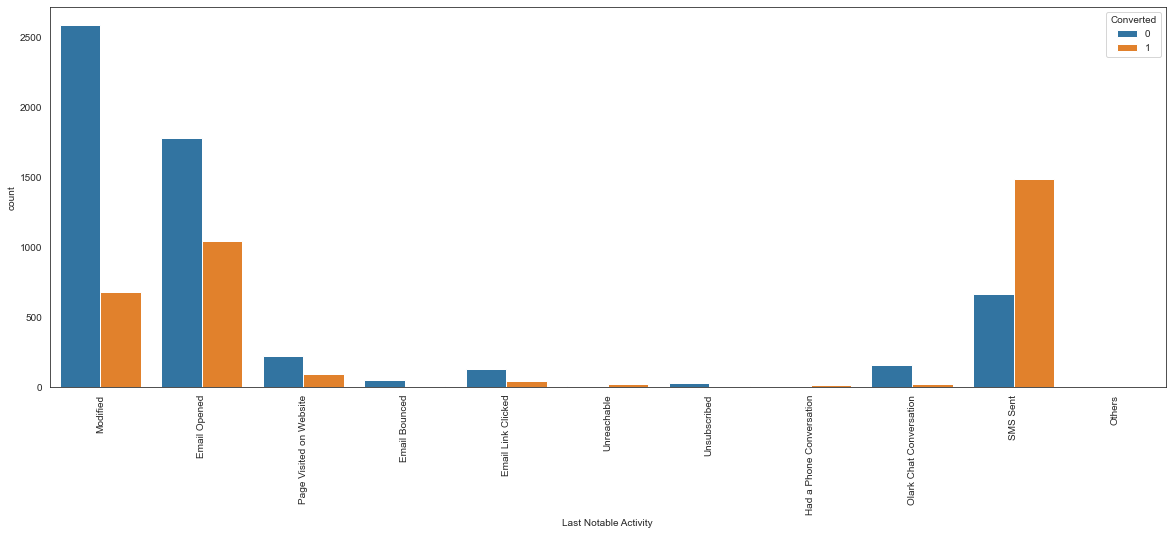 Converted
0
1
2500
2000
1500
1000
500
0
count
Modified
Email Opened
Page Visited on Website
Email Bounced
Email Link Clicked
Unreachable
Unsubscribed
Had a Phone Conversation
Olark Chat Conversation
SMS Sent
Others
Last Notable Activity